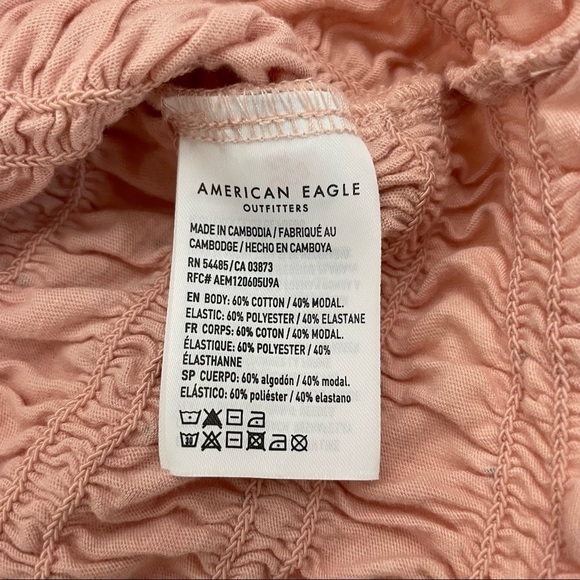 AMERICAN EAGLE
OUTFITTERS
MADE IN CAMBODIA / FABRIQUÉ AU
CAMBODGE / HECHO EN CAMBOYA
RN 54485 / CA 03873
RFC# AEM120605U9A
EN BODY: 60% COTTON / 40% MODAL.
ELASTIC: 60% POLYESTER / 40% ELASTANE
FR CORPS: 60% COTON / 40% MODAL.
ÉLASTIQUE: 60% POLYESTER / 40%
ÉLASTHANNE
SP CUERPO: 60% algodón / 40% modal.
ELÁSTICO: 60% poliéster / 40% elastano